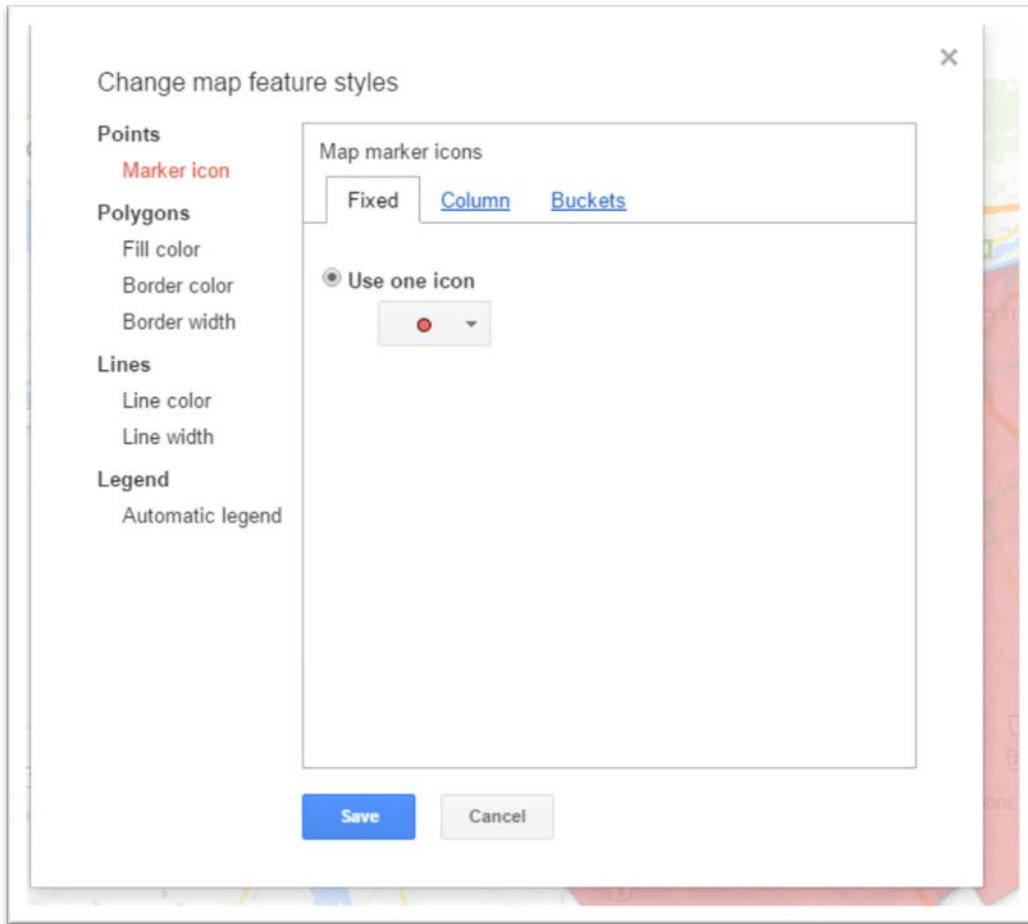 Change map feature styles
Points
Marker icon
Polygons
Fill color
Border color
Border width
Lines
Line color
Line width
Legend
Automatic legend
Map marker icons
Fixed Column Buckets
Use one icon
Save Cancel